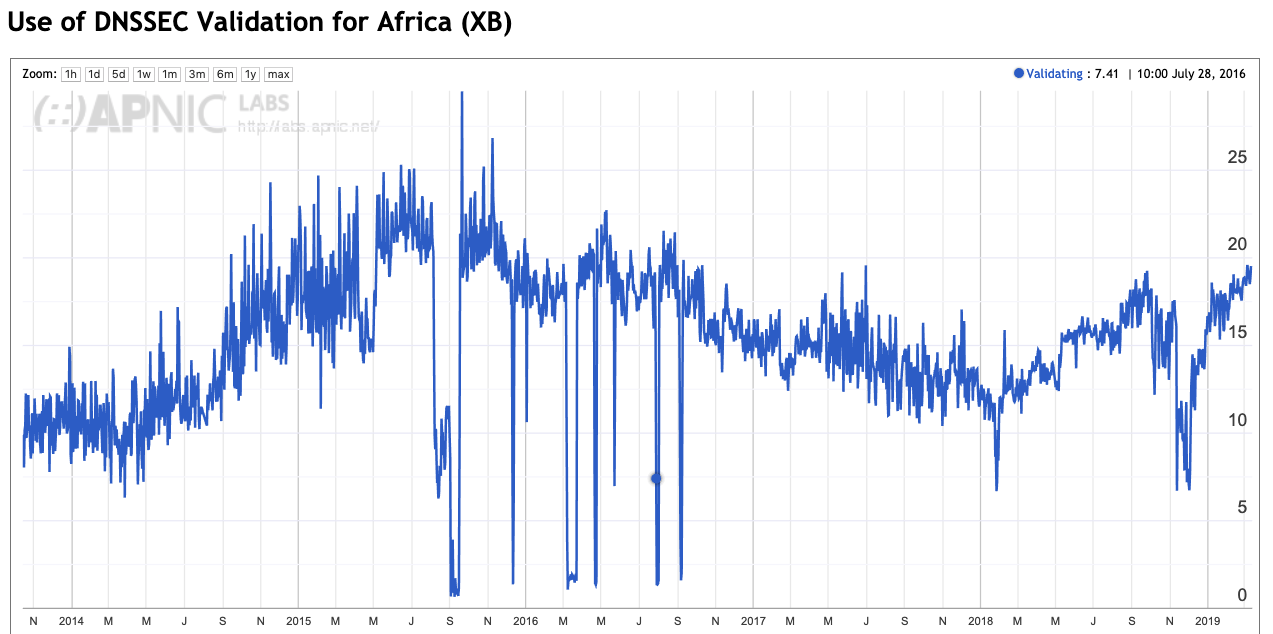 Use of DNSSEC Validation for Africa (XB)
Zoom: 1h 1d 5d 1w 1m 3m 6m 1y max
Validating : 7.41 | 10:00 July 28, 2016
(::)APNIC LABS
http://labs.apnic.net/
25
20
15
10
5
0
N 2014 M M J S N 2015 M M J S N 2016 M M J S N 2017 M M J S N 2018 M M J S N 2019